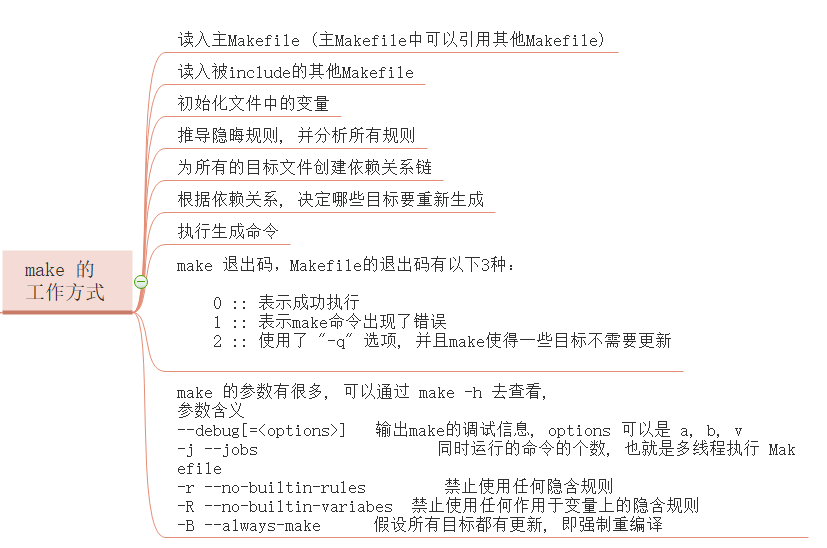 make 的
工作方式
读入主Makefile (主Makefile中可以引用其他Makefile)
读入被include的其他Makefile
初始化文件中的变量
推导隐晦规则, 并分析所有规则
为所有的目标文件创建依赖关系链
根据依赖关系, 决定哪些目标要重新生成
执行生成命令
make 退出码，Makefile的退出码有以下3种：
0 :: 表示成功执行
1 :: 表示make命令出现了错误
2 :: 使用了 "-q" 选项, 并且make使得一些目标不需要更新
make 的参数有很多, 可以通过 make -h 去查看,
参数含义
--debug[=<options>] 输出make的调试信息, options 可以是 a, b, v
-j --jobs 同时运行的命令的个数, 也就是多线程执行 Mak
efile
-r --no-builtin-rules 禁止使用任何隐含规则
-R --no-builtin-variabes 禁止使用任何作用于变量上的隐含规则
-B --always-make 假设所有目标都有更新, 即强制重编译